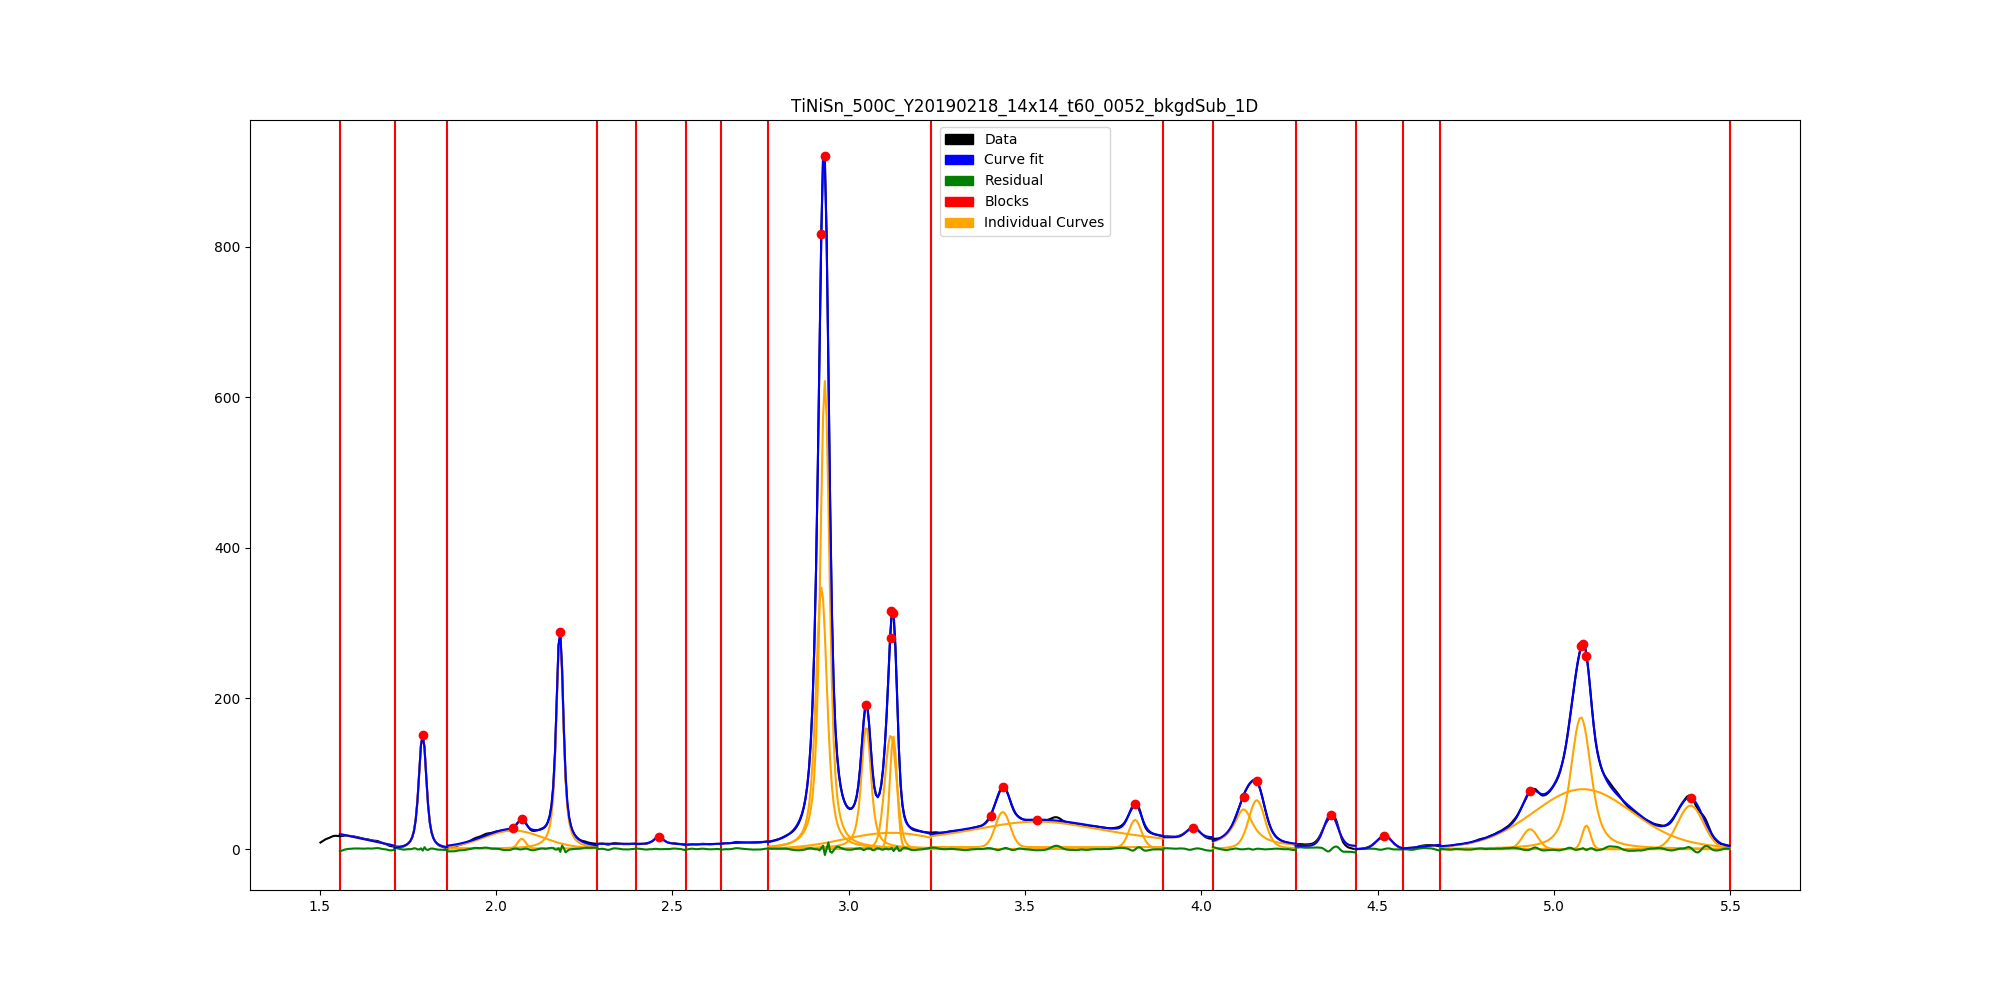 TiNiSn_500C_Y20190218_14x14_t60_0052_bkgdSub_1D
Data
Curve fit
Residual
Blocks
Individual Curves
800
600
400
200
0
1.5 2.0 2.5 3.0 3.5 4.0 4.5 5.0 5.5